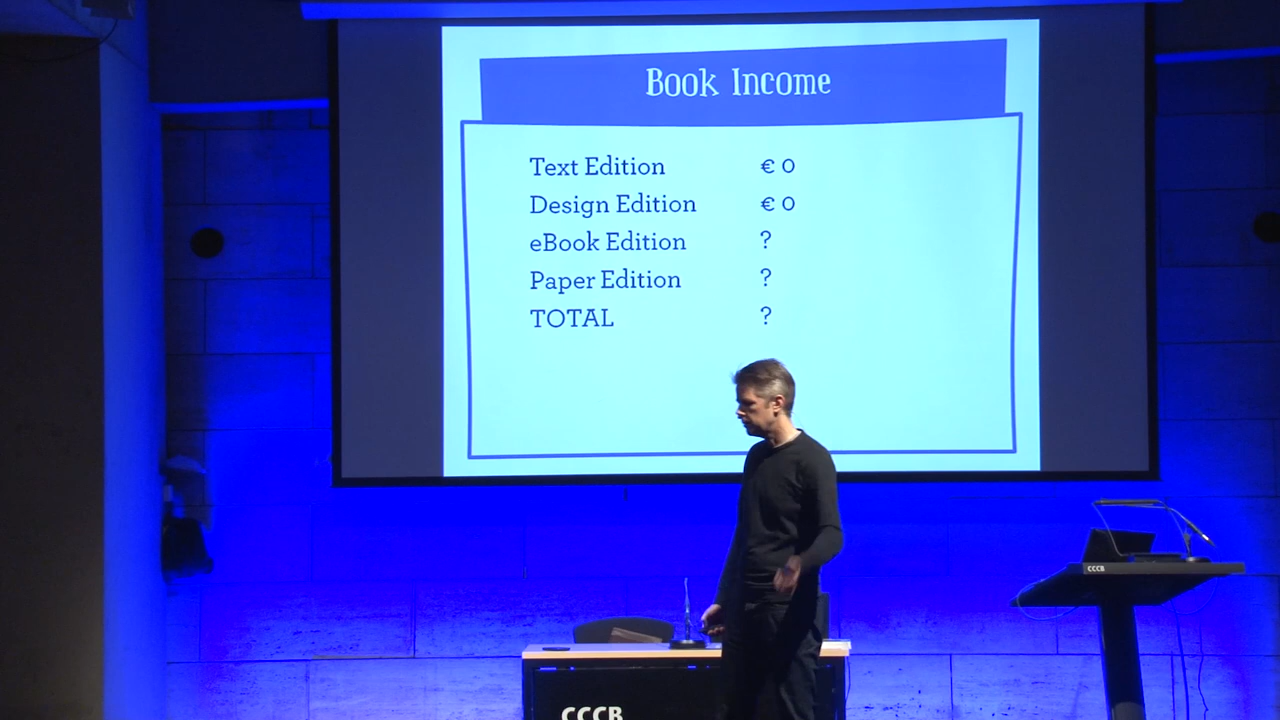 Book Income
Text Edition € 0
Design Edition € 0
eBook Edition ?
Paper Edition ?
TOTAL ?
CCCB
CCCB